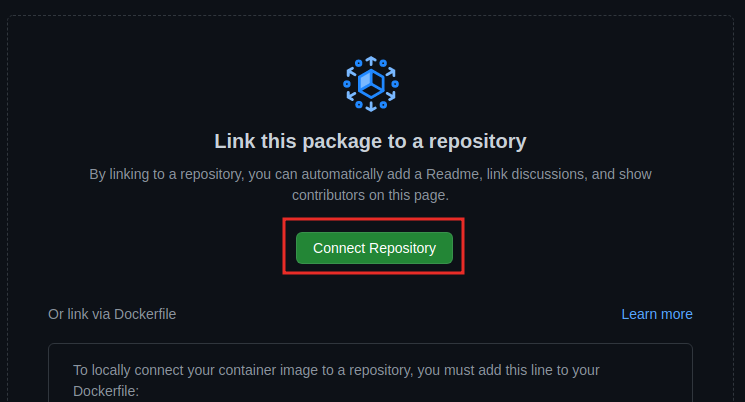 Link this package to a repository
By linking to a repository, you can automatically add a Readme, link discussions, and show
contributors on this page.
Connect Repository
Or link via Dockerfile
Learn more
To locally connect your container image to a repository, you must add this line to your
Dockerfile: